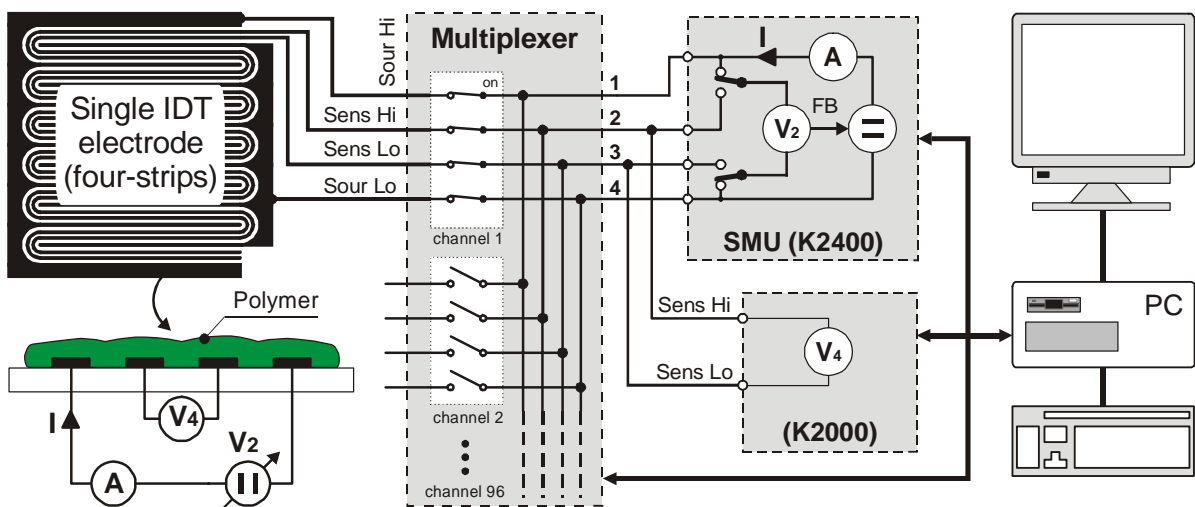 Single IDT
electrode
(four-strips)
Sour Hi
Sens Hi
Sens Lo
Sour Lo
Multiplexer
on
channel 1
channel 2
channel 96
1
2
3
4
I
A
V2
FB
SMU (K2400)
Sens Hi
Sens Lo
V4
(K2000)
PC
Polymer
I
V4
V2
A